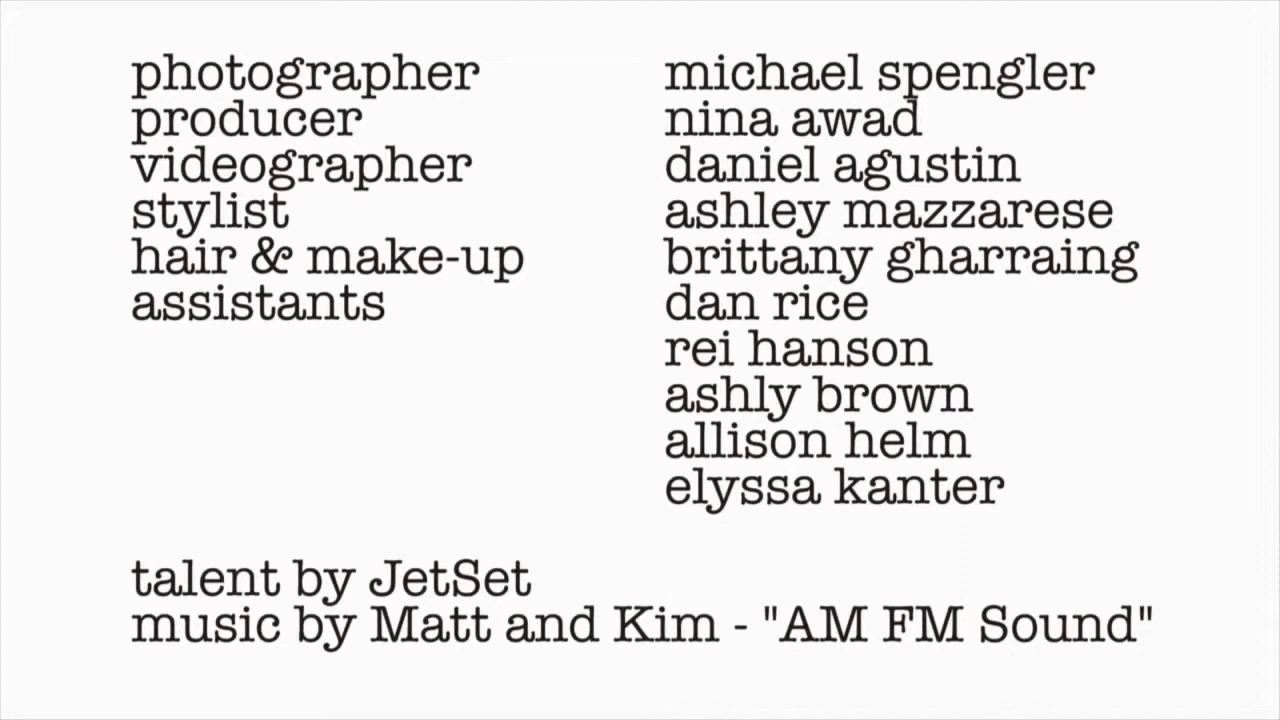 photographer michael spengler
producer nina awad
videographer daniel agustin
stylist ashley mazzarese
hair & make-up brittany gharraing
assistants dan rice
rei hanson
ashly brown
allison helm
elyssa kanter
talent by JetSet
music by Matt and Kim - "AM FM Sound"